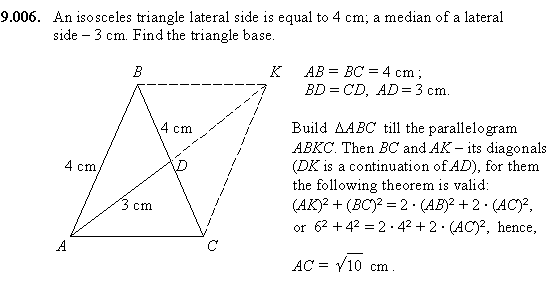 9.006. An isosceles triangle lateral side is equal to 4 cm; a median of a lateral
side – 3 cm. Find the triangle base.
B K AB = BC = 4 cm ;
BD = CD, AD = 3 cm.
4 cm Build ΔABC till the parallelogram
ABKC. Then BC and AK – its diagonals
4 cm D (DK is a continuation of AD), for them
the following theorem is valid:
3 cm (AK)² + (BC)² = 2 · (AB)² + 2 · (AC)²,
or 6² + 4² = 2 · 4² + 2 · (AC)², hence,
A C
AC = √10 cm .